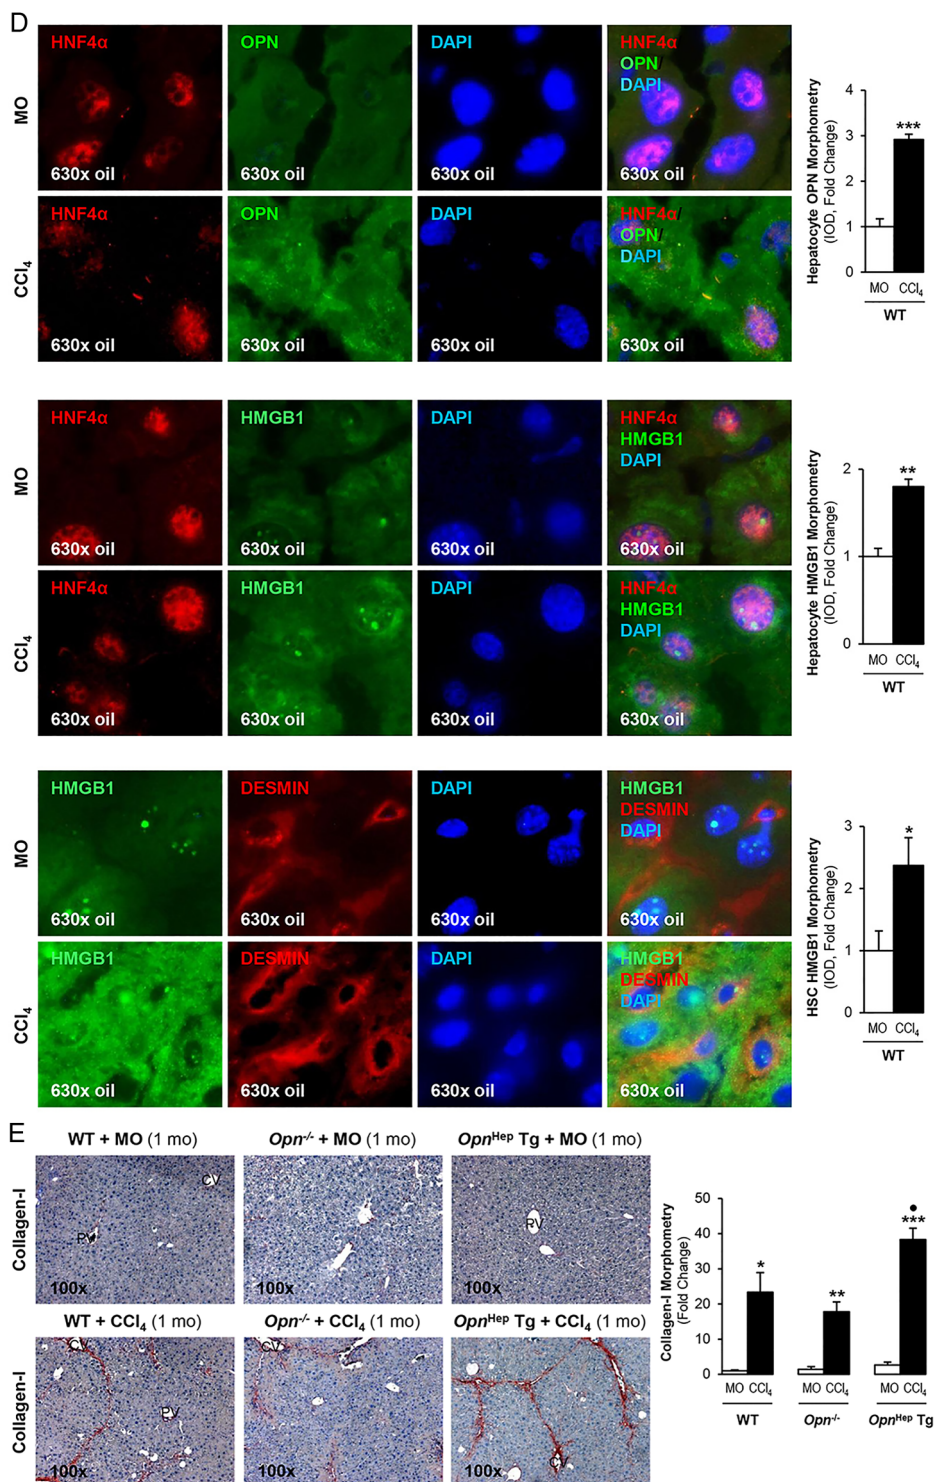 D
HNF4α
OPN
DAPI
HNF4α
OPN/
DAPI
MO
630x oil
630x oil
630x oil
630x oil
HNF4α
OPN
DAPI
HNF4α/
OPN/
DAPI
CCl4
630x oil
630x oil
630x oil
630x oil
Hepatocyte OPN Morphometry
(IOD, Fold Change)
4
3
2
1
0
***
MO CCl4
WT
HNF4α
HMGB1
DAPI
HNF4α
HMGB1
DAPI
MO
630x oil
630x oil
630x oil
630x oil
HNF4α
HMGB1
DAPI
HNF4α
HMGB1
DAPI
CCl4
630x oil
630x oil
630x oil
630x oil
Hepatocyte HMGB1 Morphometry
(IOD, Fold Change)
2
1
0
**
MO CCl4
WT
HMGB1
DESMIN
DAPI
HMGB1
DESMIN
DAPI
MO
630x oil
630x oil
630x oil
630x oil
HMGB1
DESMIN
DAPI
HMGB1
DESMIN
DAPI
CCl4
630x oil
630x oil
630x oil
630x oil
HSC HMGB1 Morphometry
(IOD, Fold Change)
3
2
1
0
*
MO CCl4
WT
E
WT + MO (1 mo)
Opn-/- + MO (1 mo)
OpnHep Tg + MO (1 mo)
Collagen-I
CV
PV
100x
100x
PV
100x
WT + CCl4 (1 mo)
Opn-/- + CCl4 (1 mo)
OpnHep Tg + CCl4 (1 mo)
Collagen-I
CV
PV
100x
CV
100x
CV
100x
Collagen-I Morphometry
(Fold Change)
50
40
30
20
10
0
*
**
•
***
MO CCl4 MO CCl4 MO CCl4
WT Opn-/- OpnHep Tg